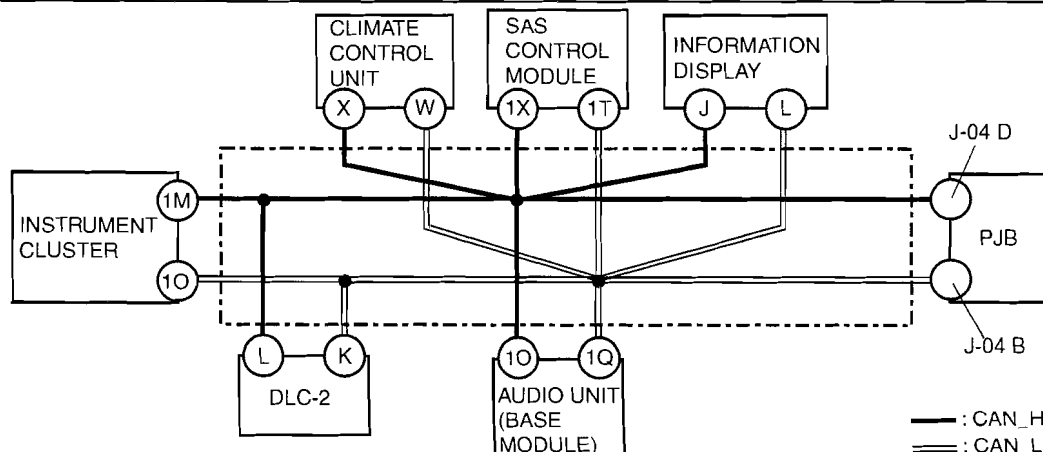 CLIMATE
CONTROL
UNIT
X
W
SAS
CONTROL
MODULE
1X
1T
INFORMATION
DISPLAY
J
L
J-04 D
INSTRUMENT
CLUSTER
1M
1O
PJB
J-04 B
L
K
DLC-2
1O
1Q
AUDIO UNIT
(BASE
MODULE)
: CAN_H
: CAN_L